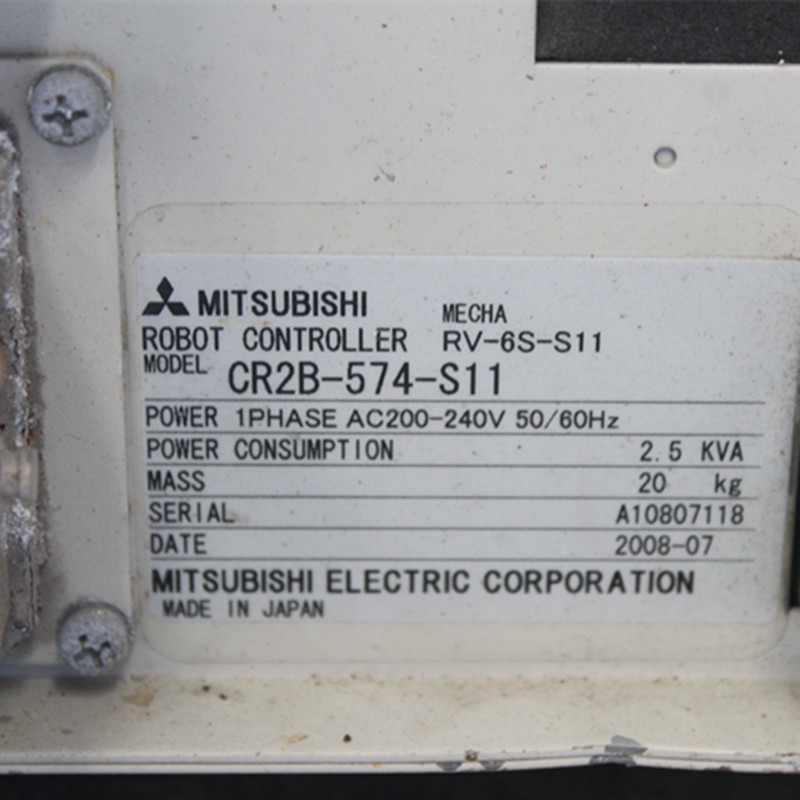 MITSUBISHI MECHA
ROBOT CONTROLLER RV-6S-S11
MODEL CR2B-574-S11
POWER 1PHASE AC200-240V 50/60Hz
POWER CONSUMPTION 2.5 KVA
MASS 20 kg
SERIAL A10807118
DATE 2008-07
MITSUBISHI ELECTRIC CORPORATION
MADE IN JAPAN